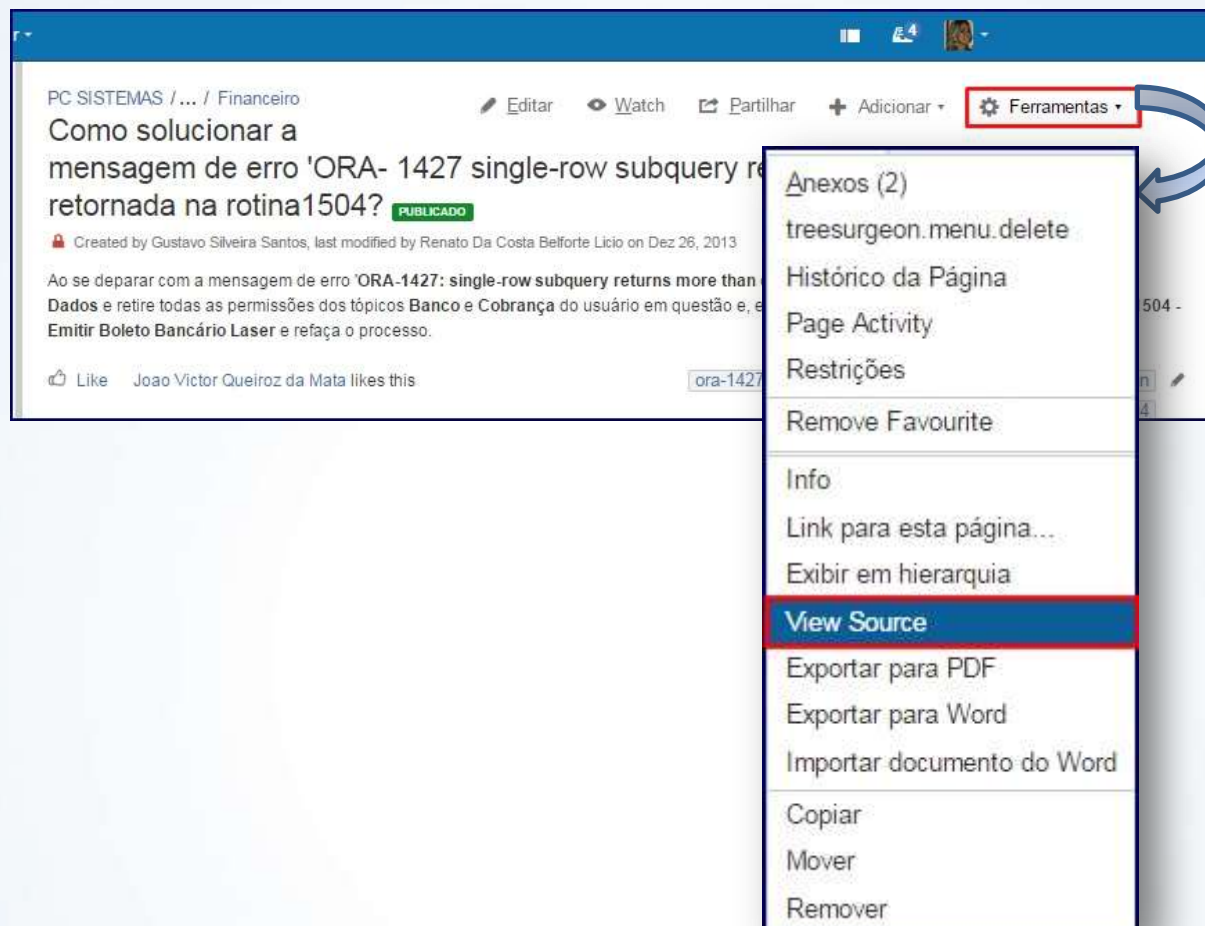 r
4
PC SISTEMAS / ... / Financeiro
Editar Watch Partilhar Adicionar Ferramentas
Como solucionar a
mensagem de erro 'ORA- 1427 single-row subquery re
retornada na rotina1504? PUBLICADO
Created by Gustavo Silveira Santos, last modified by Renato Da Costa Belforte Licio on Dez 26, 2013
Ao se deparar com a mensagem de erro 'ORA-1427: single-row subquery returns more than
Dados e retire todas as permissões dos tópicos Banco e Cobrança do usuário em questão e, e 504 -
Emitir Boleto Bancário Laser e refaça o processo.
Like Joao Victor Queiroz da Mata likes this ora-1427 n
4
Anexos (2)
treesurgeon.menu.delete
Histórico da Página
Page Activity
Restrições
Remove Favourite
Info
Link para esta página...
Exibir em hierarquia
View Source
Exportar para PDF
Exportar para Word
Importar documento do Word
Copiar
Mover
Remover